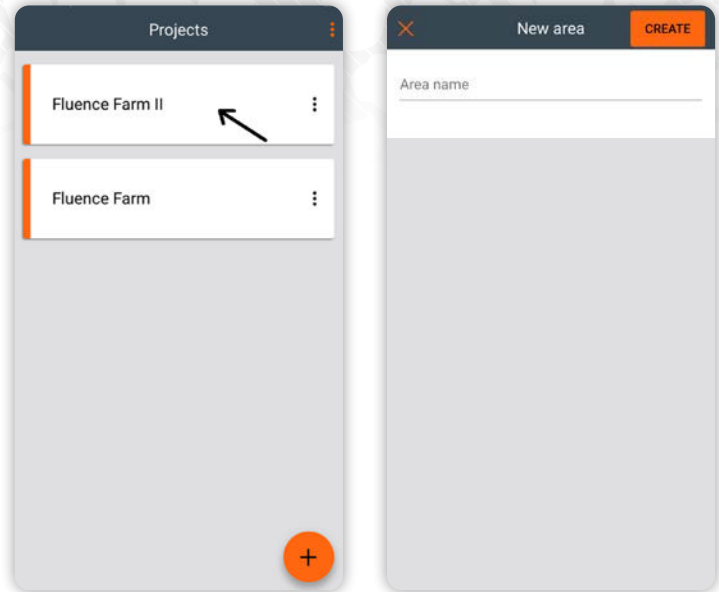 Projects
Fluence Farm II
Fluence Farm
+
New area
CREATE
Area name